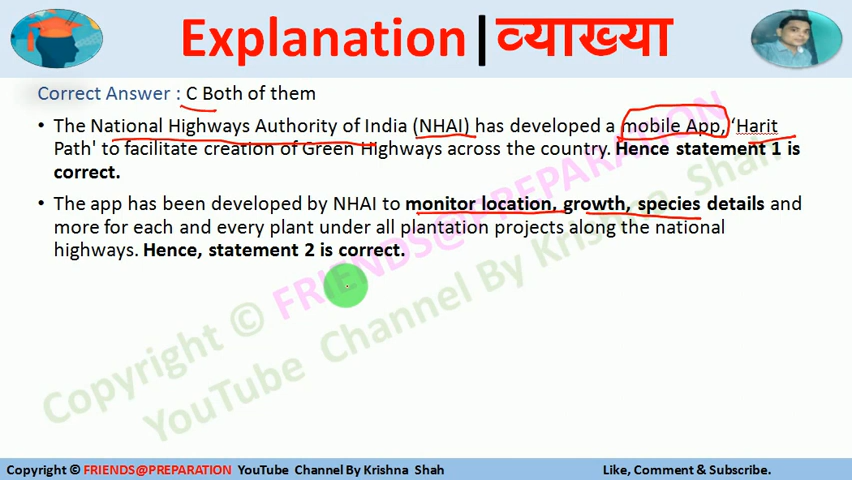 Explanation|व्याख्या
Correct Answer : C Both of them
• The National Highways Authority of India (NHAI) has developed a mobile App, ‘Harit
Path' to facilitate creation of Green Highways across the country. Hence statement 1 is
correct.
• The app has been developed by NHAI to monitor location, growth, species details and
more for each and every plant under all plantation projects along the national
highways. Hence, statement 2 is correct.
Copyright © FRIENDS@PREPARATION
YouTube Channel By Krishna Shah
Copyright © FRIENDS@PREPARATION YouTube Channel By Krishna Shah Like, Comment & Subscribe.